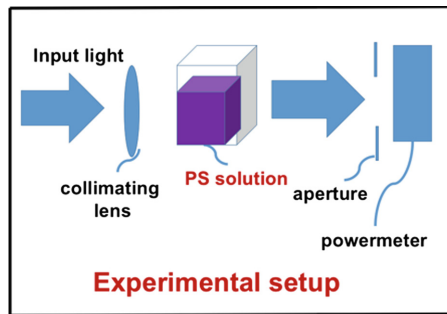 Input light
collimating
lens
PS solution
aperture
powermeter
Experimental setup